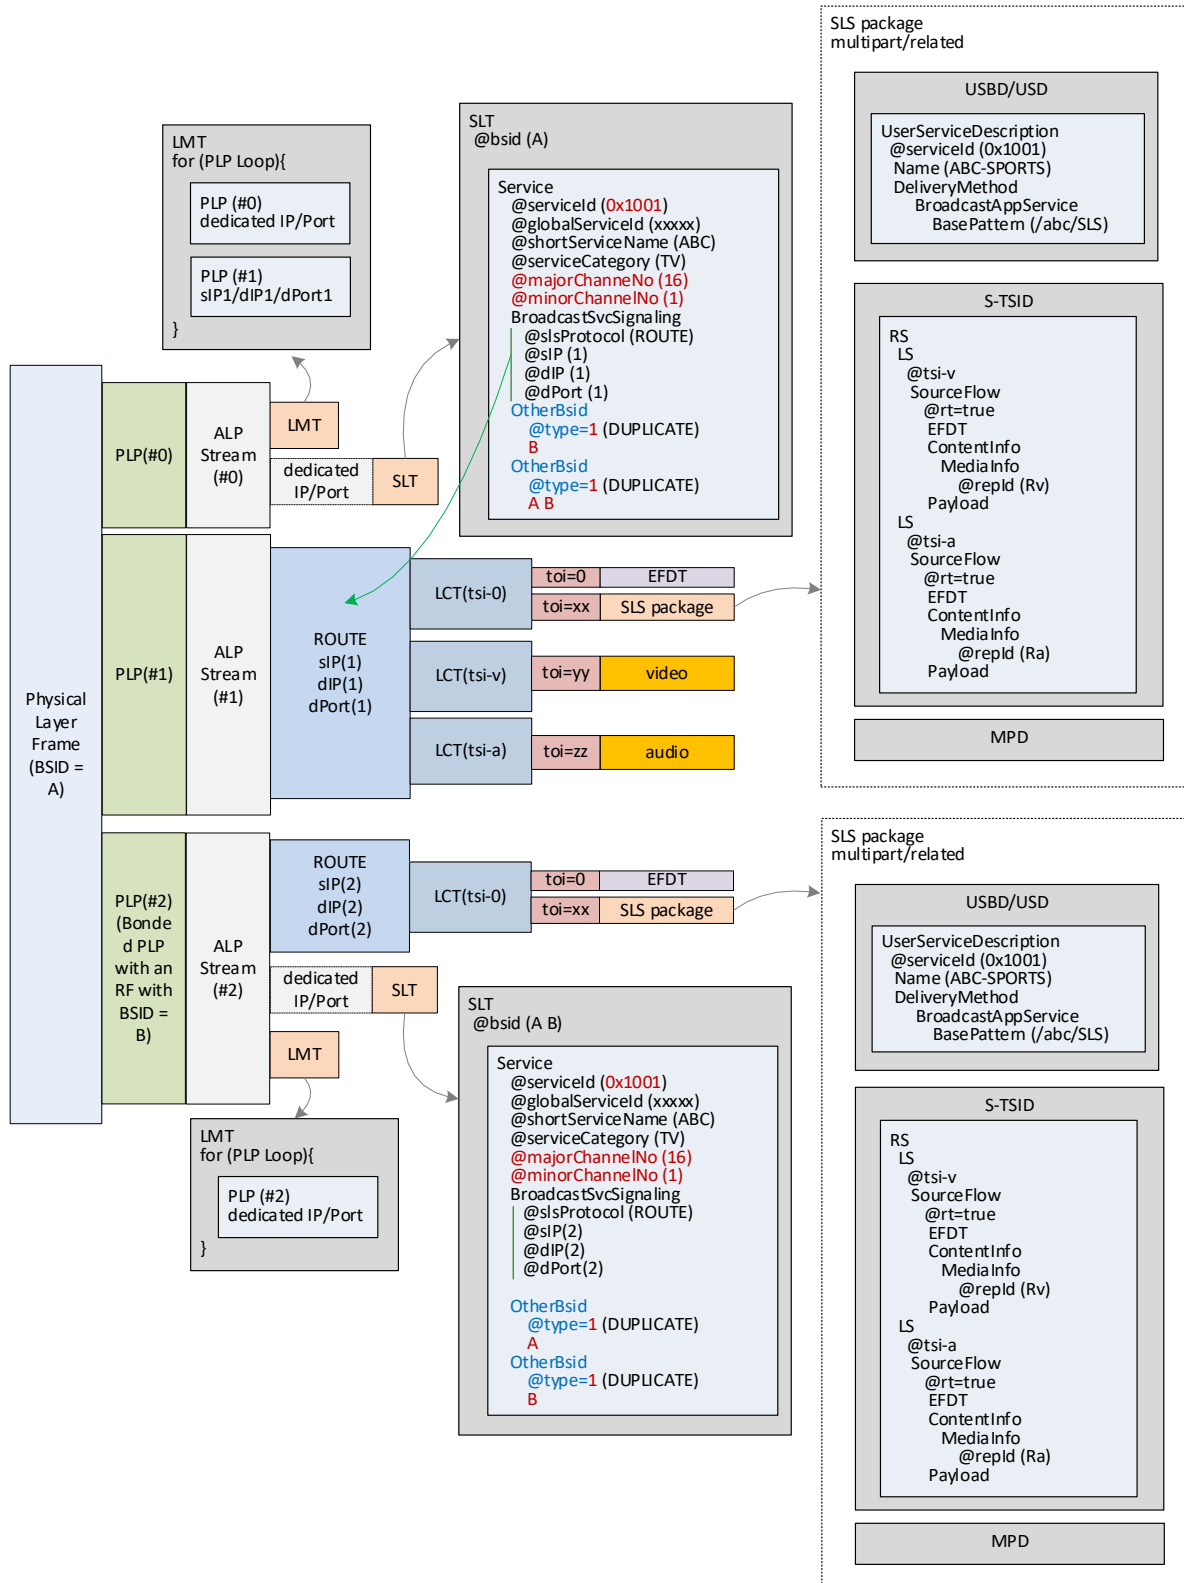 SLS package
multipart/related
USBD/USD
UserServiceDescription
@serviceId (0x1001)
Name (ABC-SPORTS)
DeliveryMethod
BroadcastAppService
BasePattern (/abc/SLS)
S-TSID
RS
LS
@tsi-v
SourceFlow
@rt=true
EFDT
ContentInfo
MediaInfo
@repId (Rv)
Payload
LS
@tsi-a
SourceFlow
@rt=true
EFDT
ContentInfo
MediaInfo
@repId (Ra)
Payload
MPD
LMT
for (PLP Loop){
PLP (#0)
dedicated IP/Port
PLP (#1)
sIP1/dIP1/dPort1
}
SLT
@bsid (A)
Service
@serviceId (0x1001)
@globalServiceId (xxxxx)
@shortServiceName (ABC)
@serviceCategory (TV)
@majorChanneNo (16)
@minorChannelNo (1)
BroadcastSvcSignaling
@slsProtocol (ROUTE)
@sIP (1)
@dIP (1)
@dPort (1)
OtherBsid
@type=1 (DUPLICATE)
B
OtherBsid
@type=1 (DUPLICATE)
A B
Physical
Layer
Frame
(BSID =
A)
PLP(#0)
ALP
Stream
(#0)
LMT
dedicated
IP/Port
SLT
PLP(#1)
ALP
Stream
(#1)
ROUTE
sIP(1)
dIP(1)
dPort(1)
LCT(tsi-0)
toi=0
EFDT
toi=xx
SLS package
LCT(tsi-v)
toi=yy
video
LCT(tsi-a)
toi=zz
audio
PLP(#2)
(Bonde
d PLP
with an
RF with
BSID =
B)
ALP
Stream
(#2)
ROUTE
sIP(2)
dIP(2)
dPort(2)
LCT(tsi-0)
toi=0
EFDT
toi=xx
SLS package
dedicated
IP/Port
SLT
LMT
LMT
for (PLP Loop){
PLP (#2)
dedicated IP/Port
}
SLT
@bsid (A B)
Service
@serviceId (0x1001)
@globalServiceId (xxxxx)
@shortServiceName (ABC)
@serviceCategory (TV)
@majorChannelNo (16)
@minorChannelNo (1)
BroadcastSvcSignaling
@slsProtocol (ROUTE)
@sIP(2)
@dIP(2)
@dPort(2)
OtherBsid
@type=1 (DUPLICATE)
A
OtherBsid
@type=1 (DUPLICATE)
B
SLS package
multipart/related
USBD/USD
UserServiceDescription
@serviceId (0x1001)
Name (ABC-SPORTS)
DeliveryMethod
BroadcastAppService
BasePattern (/abc/SLS)
S-TSID
RS
LS
@tsi-v
SourceFlow
@rt=true
EFDT
ContentInfo
MediaInfo
@repId (Rv)
Payload
LS
@tsi-a
SourceFlow
@rt=true
EFDT
ContentInfo
MediaInfo
@repId (Ra)
Payload
MPD